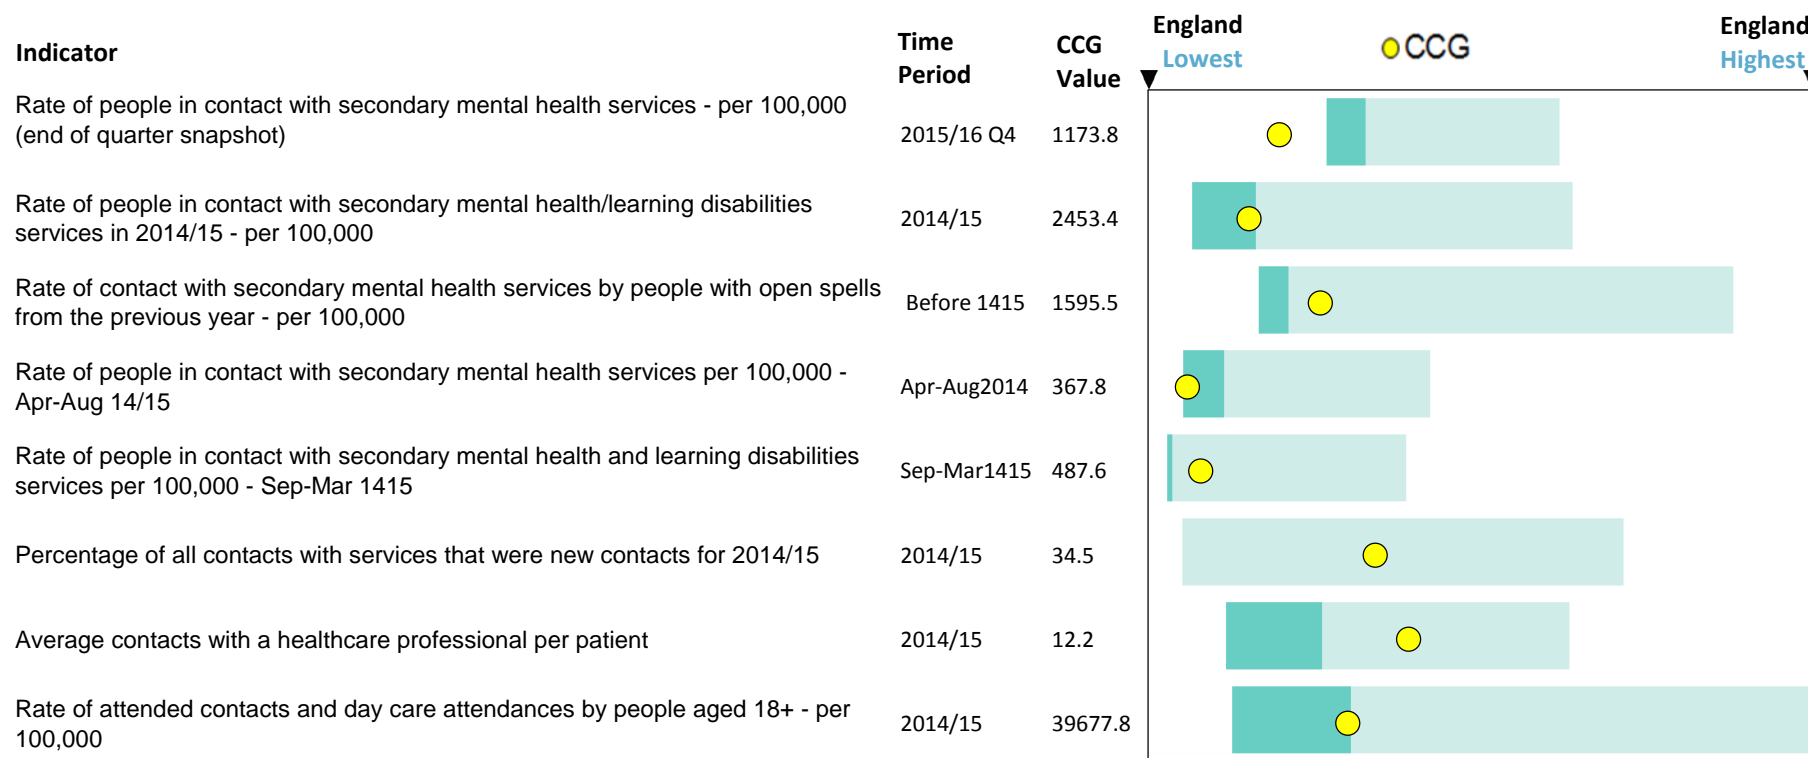 Indicator
Time
Period
CCG
Value
England
Lowest
CCG
England
Highest
Rate of people in contact with secondary mental health services - per 100,000
(end of quarter snapshot)
2015/16 Q4
1173.8
Rate of people in contact with secondary mental health/learning disabilities
services in 2014/15 - per 100,000
2014/15
2453.4
Rate of contact with secondary mental health services by people with open spells
from the previous year - per 100,000
Before 1415
1595.5
Rate of people in contact with secondary mental health services per 100,000 -
Apr-Aug 14/15
Apr-Aug2014
367.8
Rate of people in contact with secondary mental health and learning disabilities
services per 100,000 - Sep-Mar 1415
Sep-Mar1415
487.6
Percentage of all contacts with services that were new contacts for 2014/15
2014/15
34.5
Average contacts with a healthcare professional per patient
2014/15
12.2
Rate of attended contacts and day care attendances by people aged 18+ - per
100,000
2014/15
39677.8